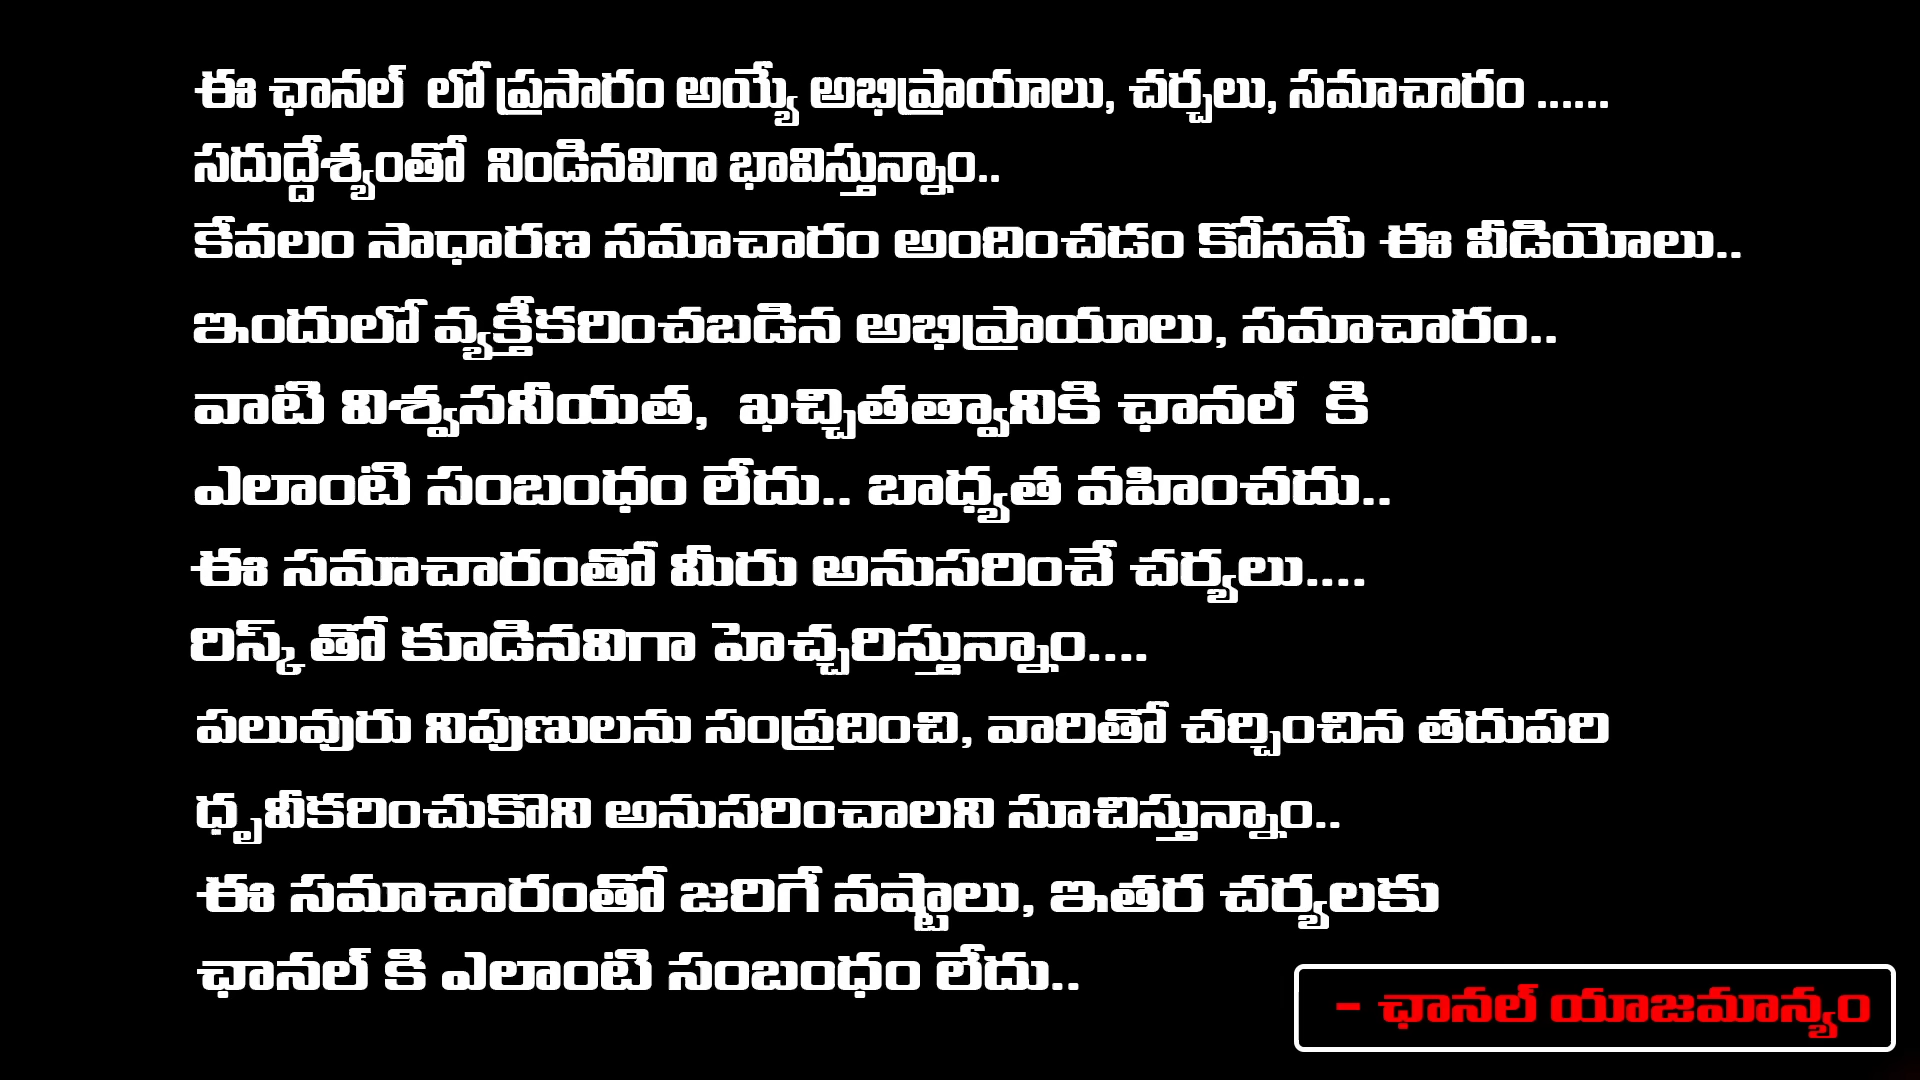 ఈ ఛానల్ లో ప్రసారం అయ్యే అభిప్రాయాలు, చర్చలు, సమాచారం ......
సదుద్దేశ్యంతో నిండినవిగా భావిస్తున్నాం..
కేవలం సాధారణ సమాచారం అందించడం కోసమే ఈ వీడియోలు..
ఇందులో వ్యక్తీకరించబడిన అభిప్రాయాలు, సమాచారం..
వాటి విశ్వసనీయత, ఖచ్చితత్వానికి ఛానల్ కి
ఎలాంటి సంబంధం లేదు.. బాధ్యత వహించదు..
ఈ సమాచారంతో మీరు అనుసరించే చర్యలు....
రిస్క్ తో కూడినవిగా హెచ్చరిస్తున్నాం....
పలువురు నిపుణులను సంప్రదించి, వారితో చర్చించిన తదుపరి
ధృవీకరించుకొని అనుసరించాలని సూచిస్తున్నాం..
ఈ సమాచారంతో జరిగే నష్టాలు, ఇతర చర్యలకు
ఛానల్ కి ఎలాంటి సంబంధం లేదు..
- ఛానల్ యాజమాన్యం